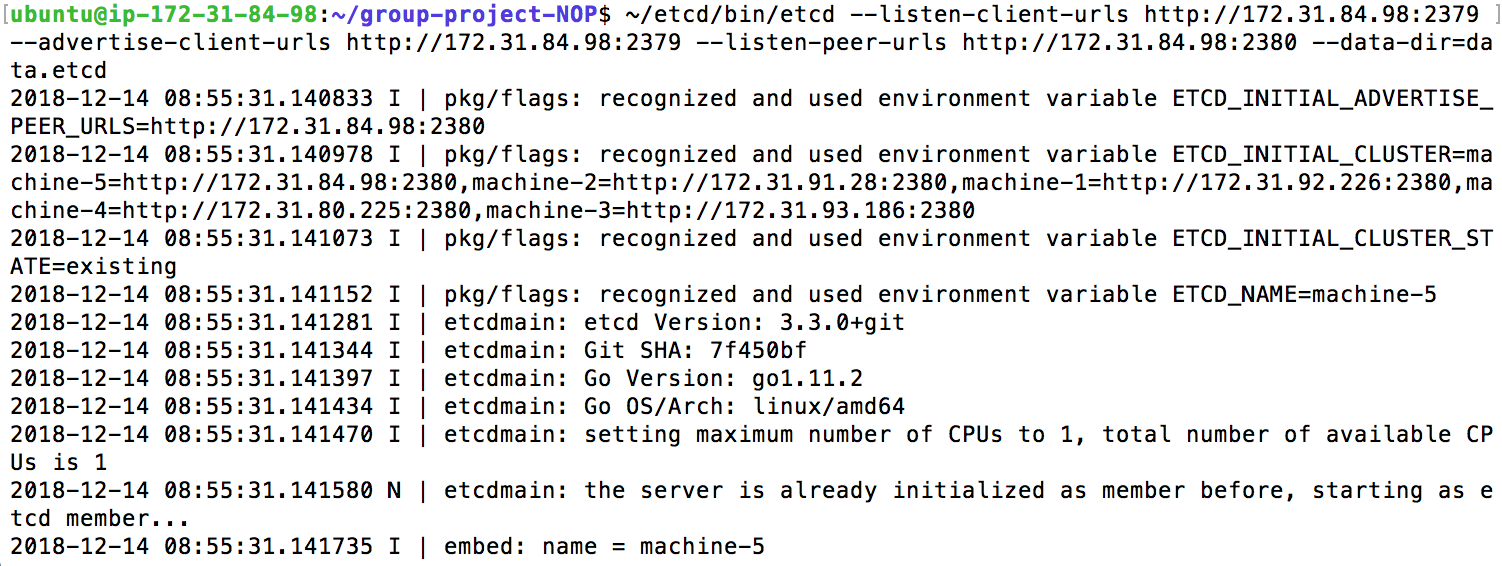 [ubuntu@ip-172-31-84-98:~/group-project-NOP$ ~/etcd/bin/etcd --listen-client-urls http://172.31.84.98:2379 ]
--advertise-client-urls http://172.31.84.98:2379 --listen-peer-urls http://172.31.84.98:2380 --data-dir=da
ta.etcd
2018-12-14 08:55:31.140833 I | pkg/flags: recognized and used environment variable ETCD_INITIAL_ADVERTISE_
PEER_URLS=http://172.31.84.98:2380
2018-12-14 08:55:31.140978 I | pkg/flags: recognized and used environment variable ETCD_INITIAL_CLUSTER=ma
chine-5=http://172.31.84.98:2380,machine-2=http://172.31.91.28:2380,machine-1=http://172.31.92.226:2380,ma
chine-4=http://172.31.80.225:2380,machine-3=http://172.31.93.186:2380
2018-12-14 08:55:31.141073 I | pkg/flags: recognized and used environment variable ETCD_INITIAL_CLUSTER_ST
ATE=existing
2018-12-14 08:55:31.141152 I | pkg/flags: recognized and used environment variable ETCD_NAME=machine-5
2018-12-14 08:55:31.141281 I | etcdmain: etcd Version: 3.3.0+git
2018-12-14 08:55:31.141344 I | etcdmain: Git SHA: 7f450bf
2018-12-14 08:55:31.141397 I | etcdmain: Go Version: go1.11.2
2018-12-14 08:55:31.141434 I | etcdmain: Go OS/Arch: linux/amd64
2018-12-14 08:55:31.141470 I | etcdmain: setting maximum number of CPUs to 1, total number of available CP
Us is 1
2018-12-14 08:55:31.141580 N | etcdmain: the server is already initialized as member before, starting as e
tcd member...
2018-12-14 08:55:31.141735 I | embed: name = machine-5